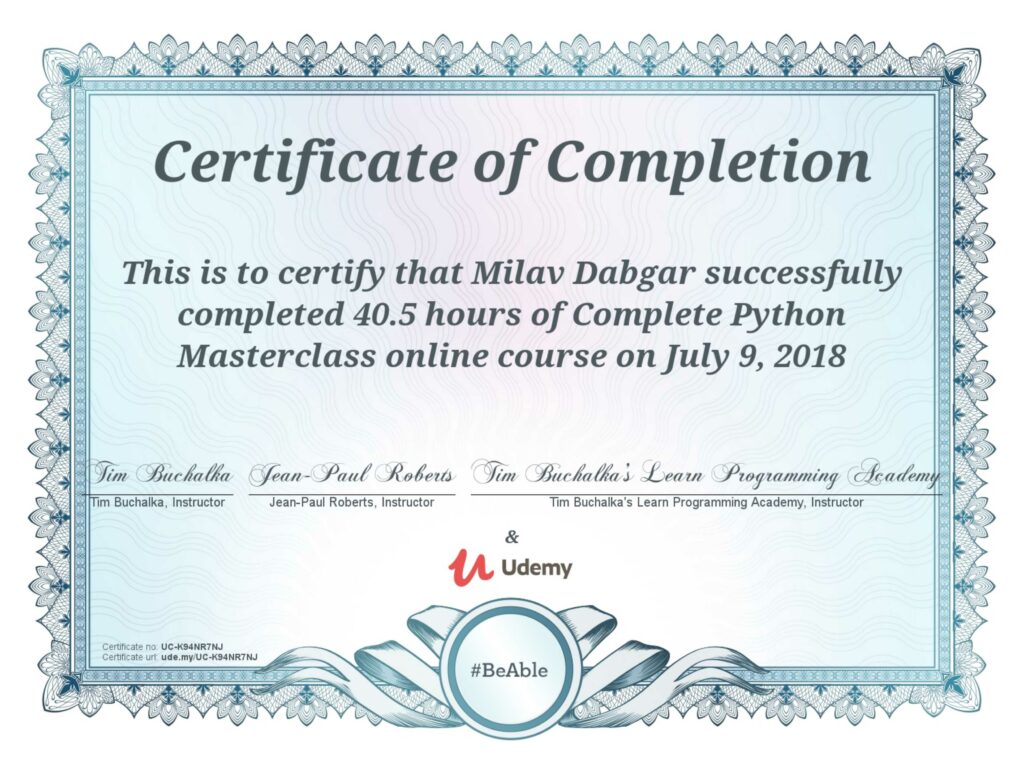 Certificate of Completion
This is to certify that Milav Dabgar successfully
completed 40.5 hours of Complete Python
Masterclass online course on July 9, 2018
Tim Buchalka Jean-Paul Roberts Tim Buchalka's Learn Programming Academy
Tim Buchalka, Instructor Jean-Paul Roberts, Instructor Tim Buchalka's Learn Programming Academy, Instructor
&
Udemy
Certificate no: UC-K94NR7NJ
Certificate url: ude.my/UC-K94NR7NJ
#BeAble